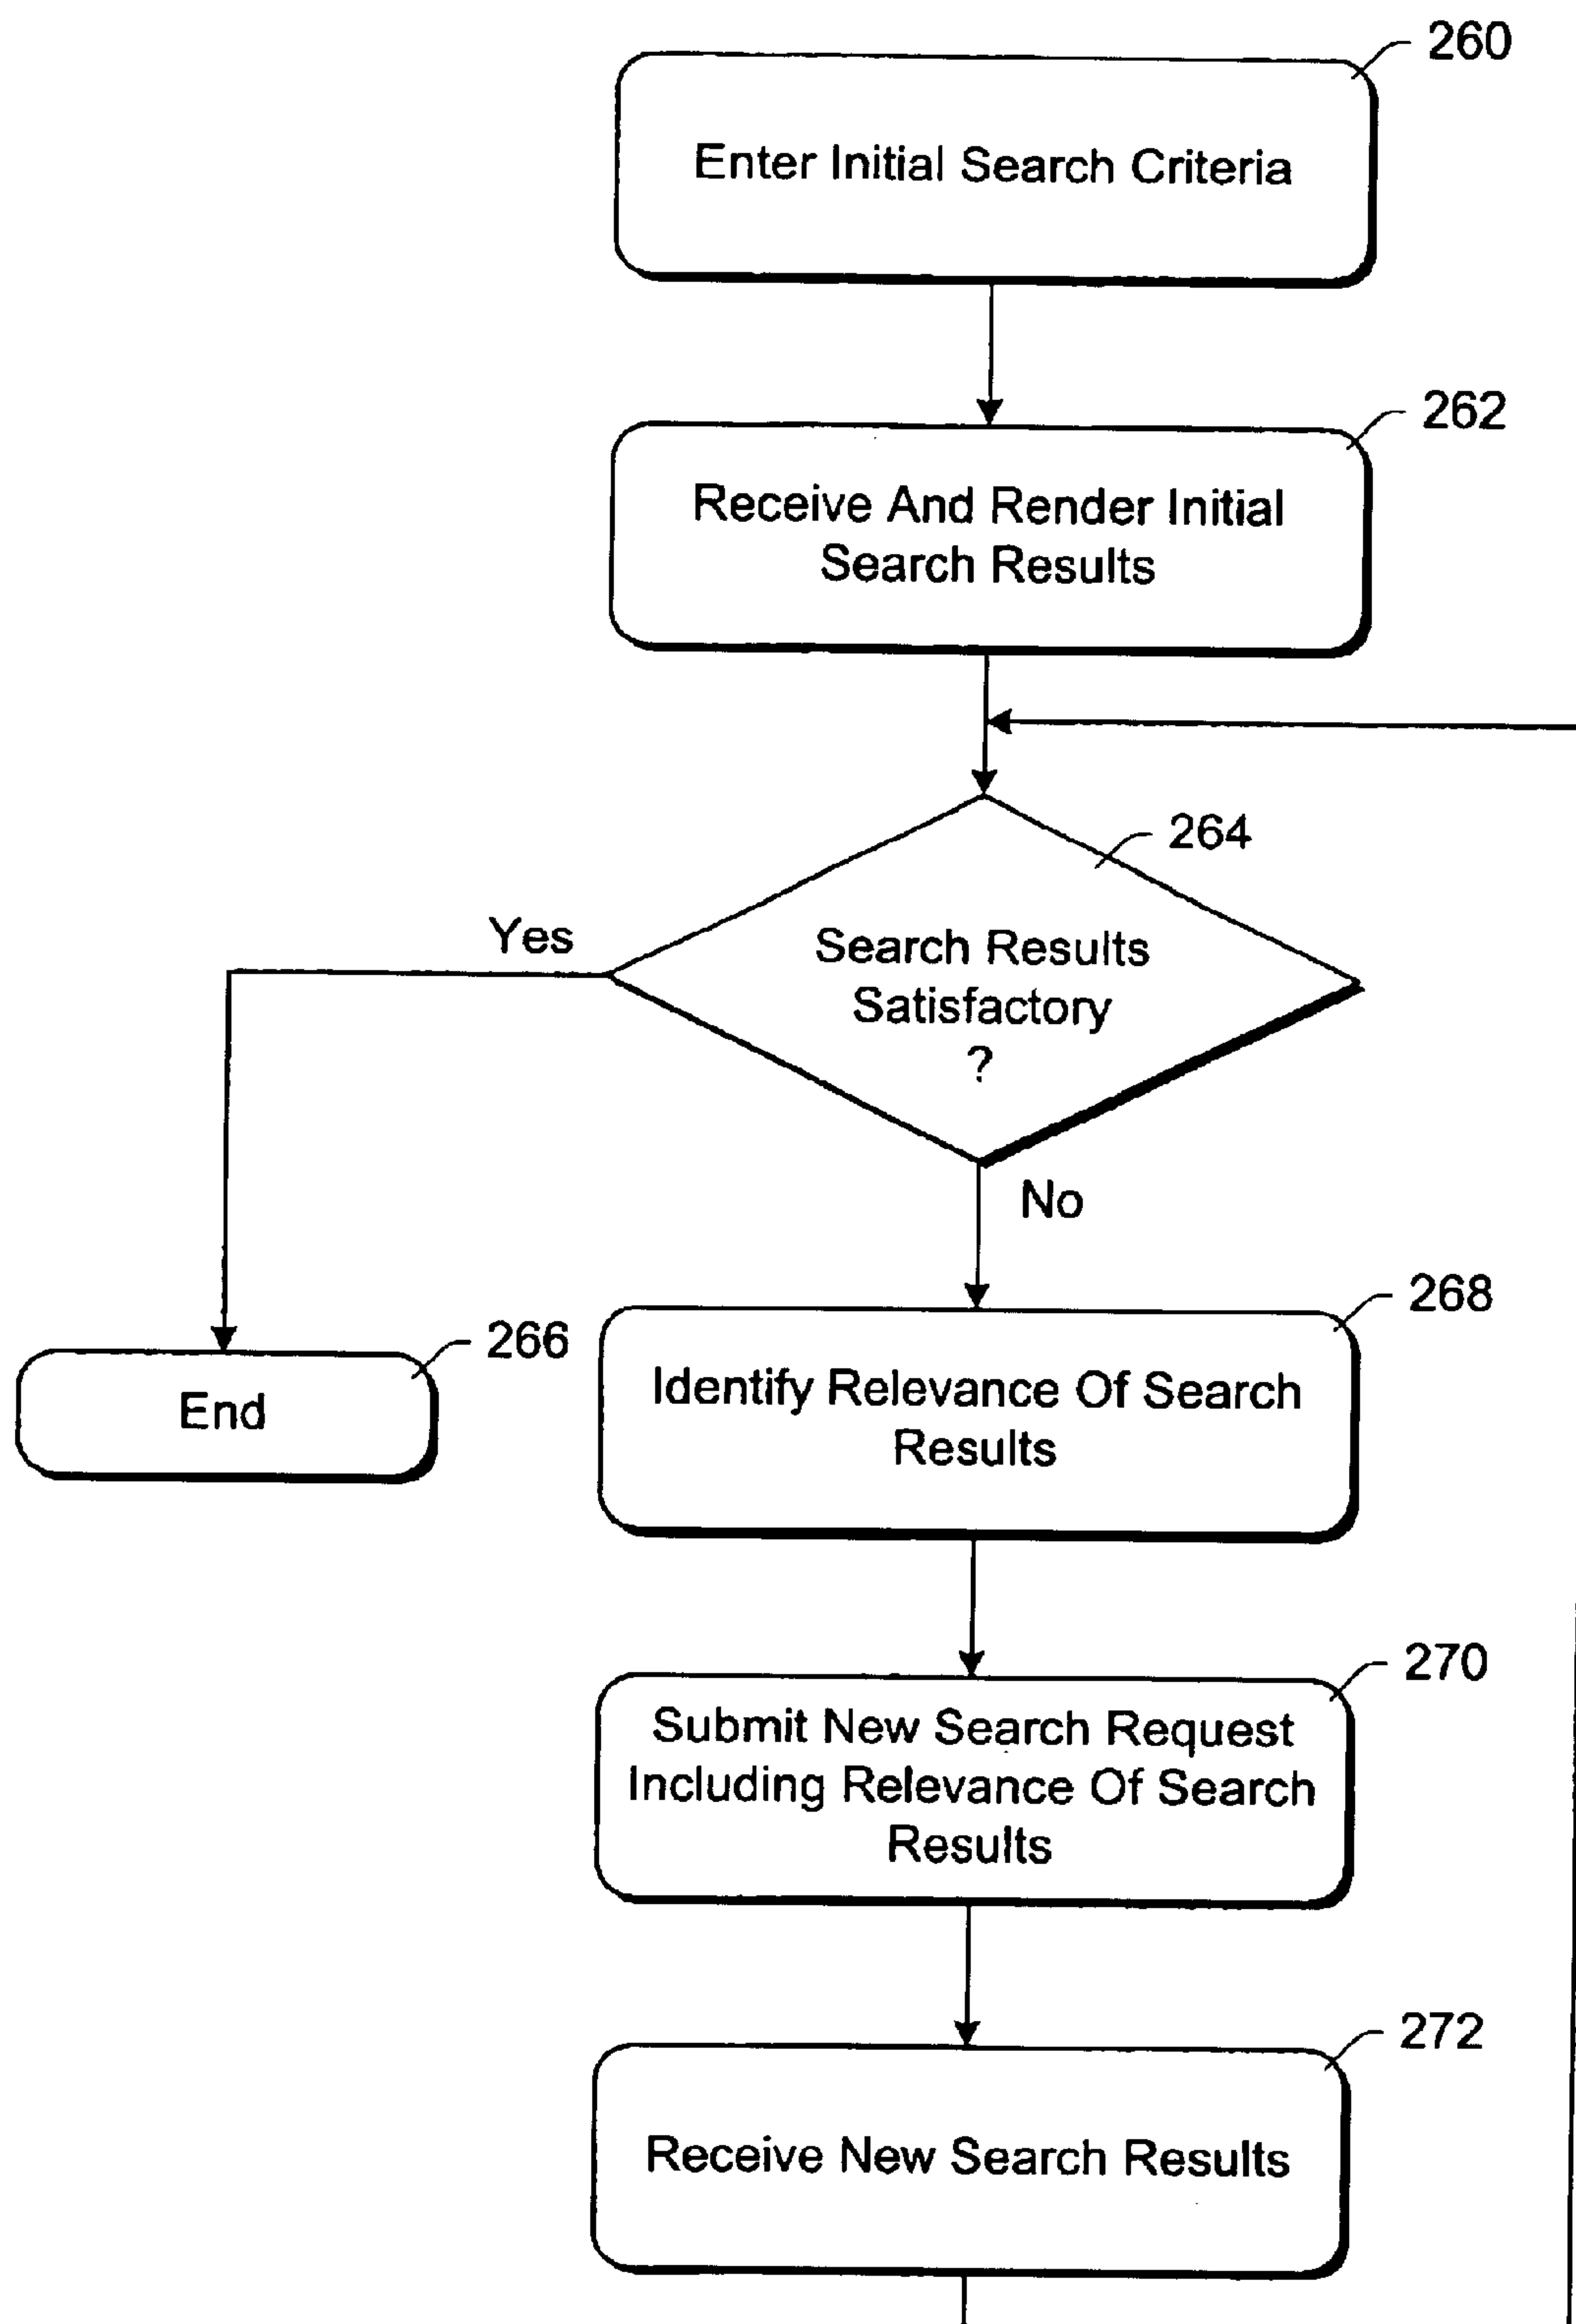 260
Enter Initial Search Criteria
262
Receive And Render Initial
Search Results
264
Yes
Search Results
Satisfactory
?
No
268
266
Identify Relevance Of Search
Results
End
270
Submit New Search Request
Including Relevance Of Search
Results
272
Receive New Search Results